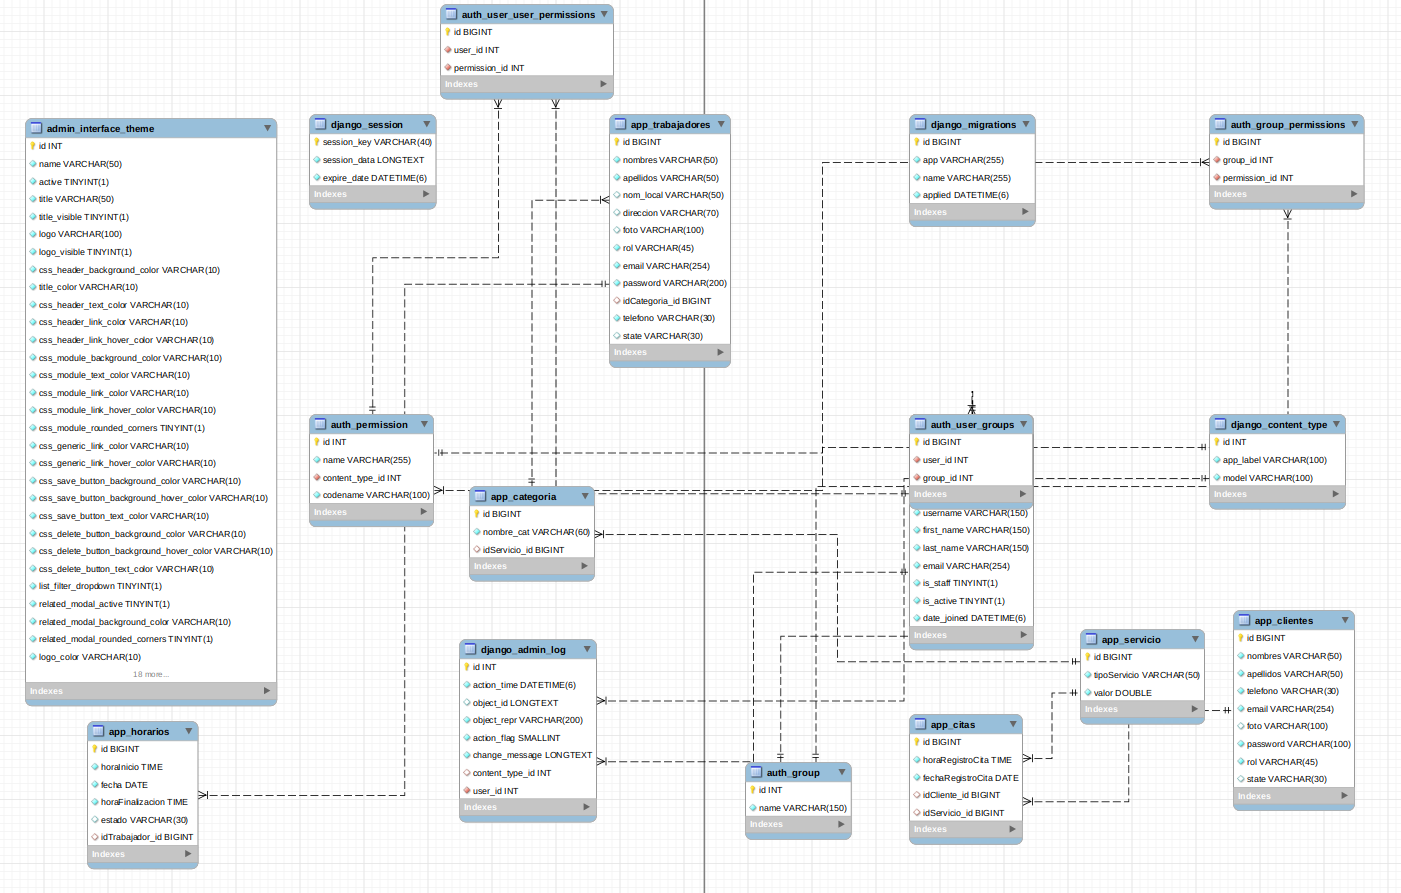 auth_user_user_permissions
id BIGINT
user_id INT
permission_id INT
Indexes
admin_interface_theme
id INT
name VARCHAR(50)
active TINYINT(1)
title VARCHAR(50)
title_visible TINYINT(1)
logo VARCHAR(100)
logo_visible TINYINT(1)
css_header_background_color VARCHAR(10)
title_color VARCHAR(10)
css_header_text_color VARCHAR(10)
css_header_link_color VARCHAR(10)
css_header_link_hover_color VARCHAR(10)
css_module_background_color VARCHAR(10)
css_module_text_color VARCHAR(10)
css_module_link_color VARCHAR(10)
css_module_link_hover_color VARCHAR(10)
css_module_rounded_corners TINYINT(1)
css_generic_link_color VARCHAR(10)
css_generic_link_hover_color VARCHAR(10)
css_save_button_background_color VARCHAR(10)
css_save_button_background_hover_color VARCHAR(10)
css_save_button_text_color VARCHAR(10)
css_delete_button_background_color VARCHAR(10)
css_delete_button_background_hover_color VARCHAR(10)
css_delete_button_text_color VARCHAR(10)
list_filter_dropdown TINYINT(1)
related_modal_active TINYINT(1)
related_modal_background_color VARCHAR(10)
related_modal_rounded_corners TINYINT(1)
logo_color VARCHAR(10)
18 more...
Indexes
django_session
session_key VARCHAR(40)
session_data LONGTEXT
expire_date DATETIME(6)
Indexes
app_trabajadores
id BIGINT
nombres VARCHAR(50)
apellidos VARCHAR(50)
nom_local VARCHAR(50)
direccion VARCHAR(70)
foto VARCHAR(100)
rol VARCHAR(45)
email VARCHAR(254)
password VARCHAR(200)
idCategoria_id BIGINT
telefono VARCHAR(30)
state VARCHAR(30)
Indexes
django_migrations
id BIGINT
app VARCHAR(255)
name VARCHAR(255)
applied DATETIME(6)
Indexes
auth_group_permissions
id BIGINT
group_id INT
permission_id INT
Indexes
auth_permission
id INT
name VARCHAR(255)
content_type_id INT
codename VARCHAR(100)
Indexes
app_categoria
id BIGINT
nombre_cat VARCHAR(60)
idServicio_id BIGINT
Indexes
auth_user_groups
id BIGINT
user_id INT
group_id INT
Indexes
username VARCHAR(150)
first_name VARCHAR(150)
last_name VARCHAR(150)
email VARCHAR(254)
is_staff TINYINT(1)
is_active TINYINT(1)
date_joined DATETIME(6)
Indexes
django_content_type
id INT
app_label VARCHAR(100)
model VARCHAR(100)
Indexes
django_admin_log
id INT
action_time DATETIME(6)
object_id LONGTEXT
object_repr VARCHAR(200)
action_flag SMALLINT
change_message LONGTEXT
content_type_id INT
user_id INT
Indexes
app_servicio
id BIGINT
tipoServicio VARCHAR(50)
valor DOUBLE
Indexes
app_clientes
id BIGINT
nombres VARCHAR(50)
apellidos VARCHAR(50)
telefono VARCHAR(30)
email VARCHAR(254)
foto VARCHAR(100)
password VARCHAR(100)
rol VARCHAR(45)
state VARCHAR(30)
Indexes
app_horarios
id BIGINT
horaInicio TIME
fecha DATE
horaFinalizacion TIME
estado VARCHAR(30)
idTrabajador_id BIGINT
Indexes
auth_group
id INT
name VARCHAR(150)
Indexes
app_citas
id BIGINT
horaRegistroCita TIME
fechaRegistroCita DATE
idCliente_id BIGINT
idServicio_id BIGINT
Indexes